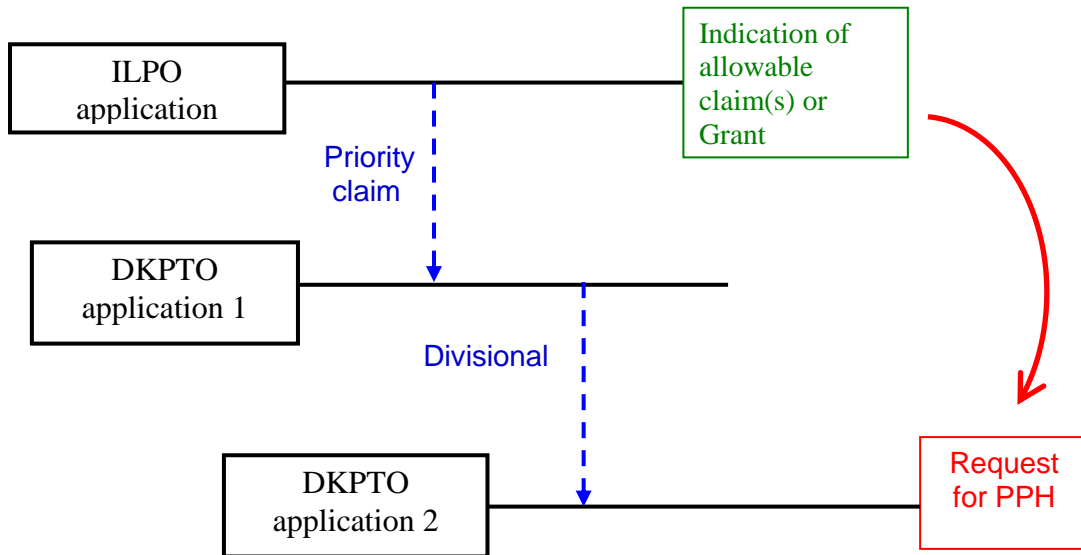 ILPO
application
Indication of
allowable
claim(s) or
Grant
Priority
claim
DKPTO
application 1
Divisional
DKPTO
application 2
Request
for PPH